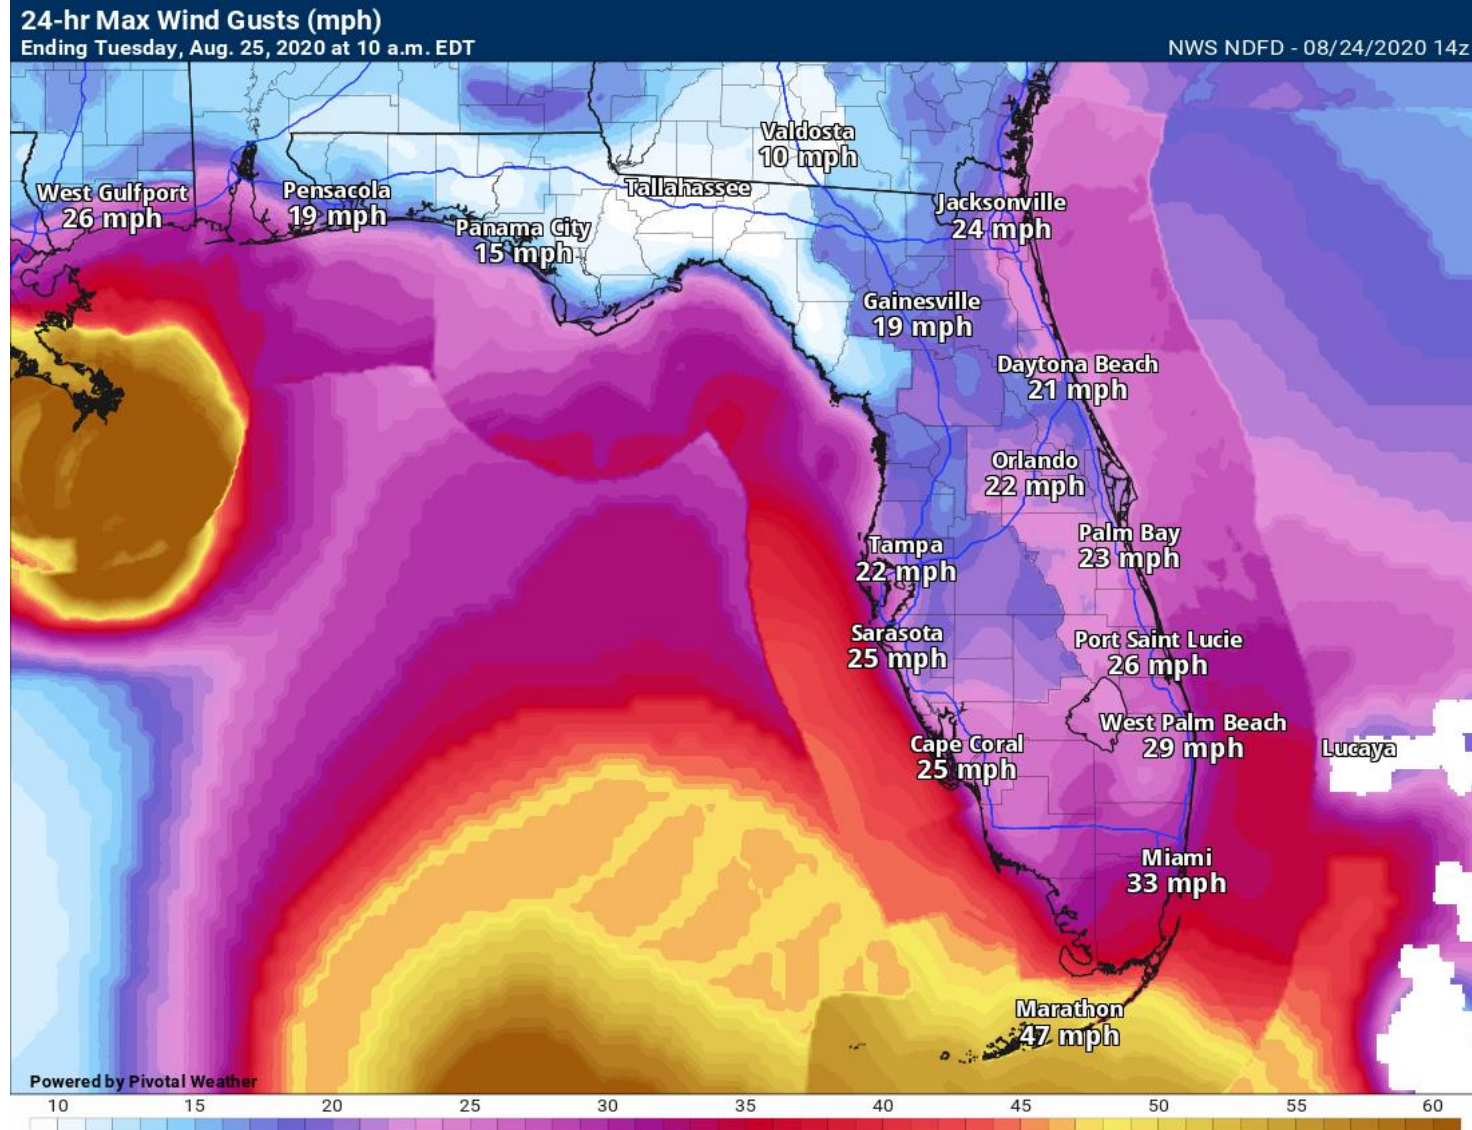 24-hr Max Wind Gusts (mph)
Ending Tuesday, Aug. 25, 2020 at 10 a.m. EDT
NWS NDFD - 08/24/2020 14z
Valdosta
10 mph
West Gulfport
26 mph
Pensacola
19 mph
Tallahassee
Panama City
15 mph
Jacksonville
24 mph
Gainesville
19 mph
Daytona Beach
21 mph
Orlando
22 mph
Palm Bay
23 mph
Tampa
22 mph
Sarasota
25 mph
Port Saint Lucie
26 mph
West Palm Beach
29 mph
Lucaya
Cape Coral
25 mph
Miami
33 mph
Marathon
47 mph
Powered by Pivotal Weather
10 15 20 25 30 35 40 45 50 55 60